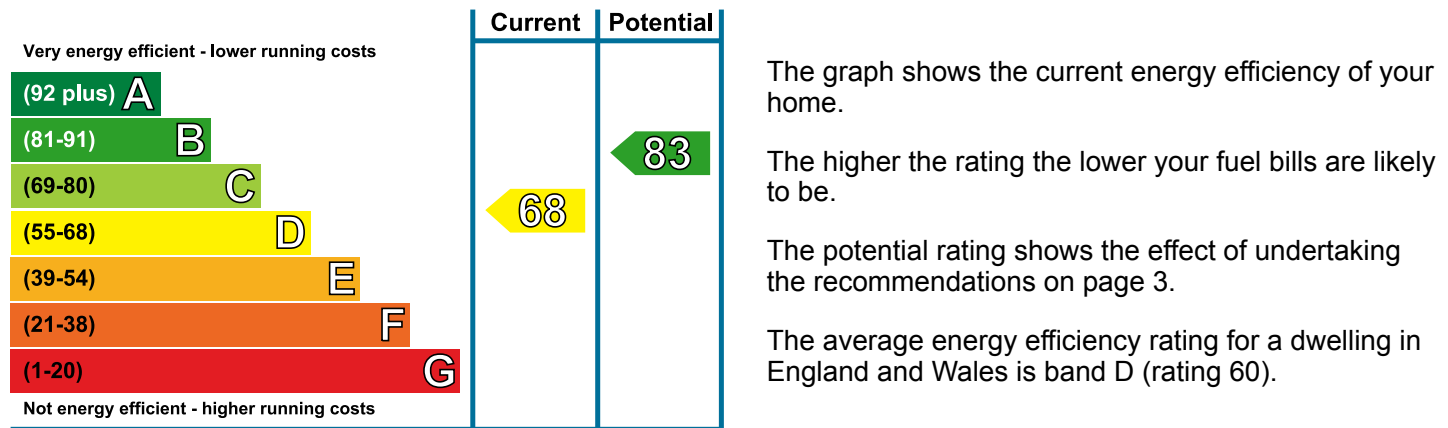 Current Potential
Very energy efficient - lower running costs
(92 plus) A
(81-91) B
(69-80) C
(55-68) D
(39-54) E
(21-38) F
(1-20) G
Not energy efficient - higher running costs
68
83
The graph shows the current energy efficiency of your
home.
The higher the rating the lower your fuel bills are likely
to be.
The potential rating shows the effect of undertaking
the recommendations on page 3.
The average energy efficiency rating for a dwelling in
England and Wales is band D (rating 60).